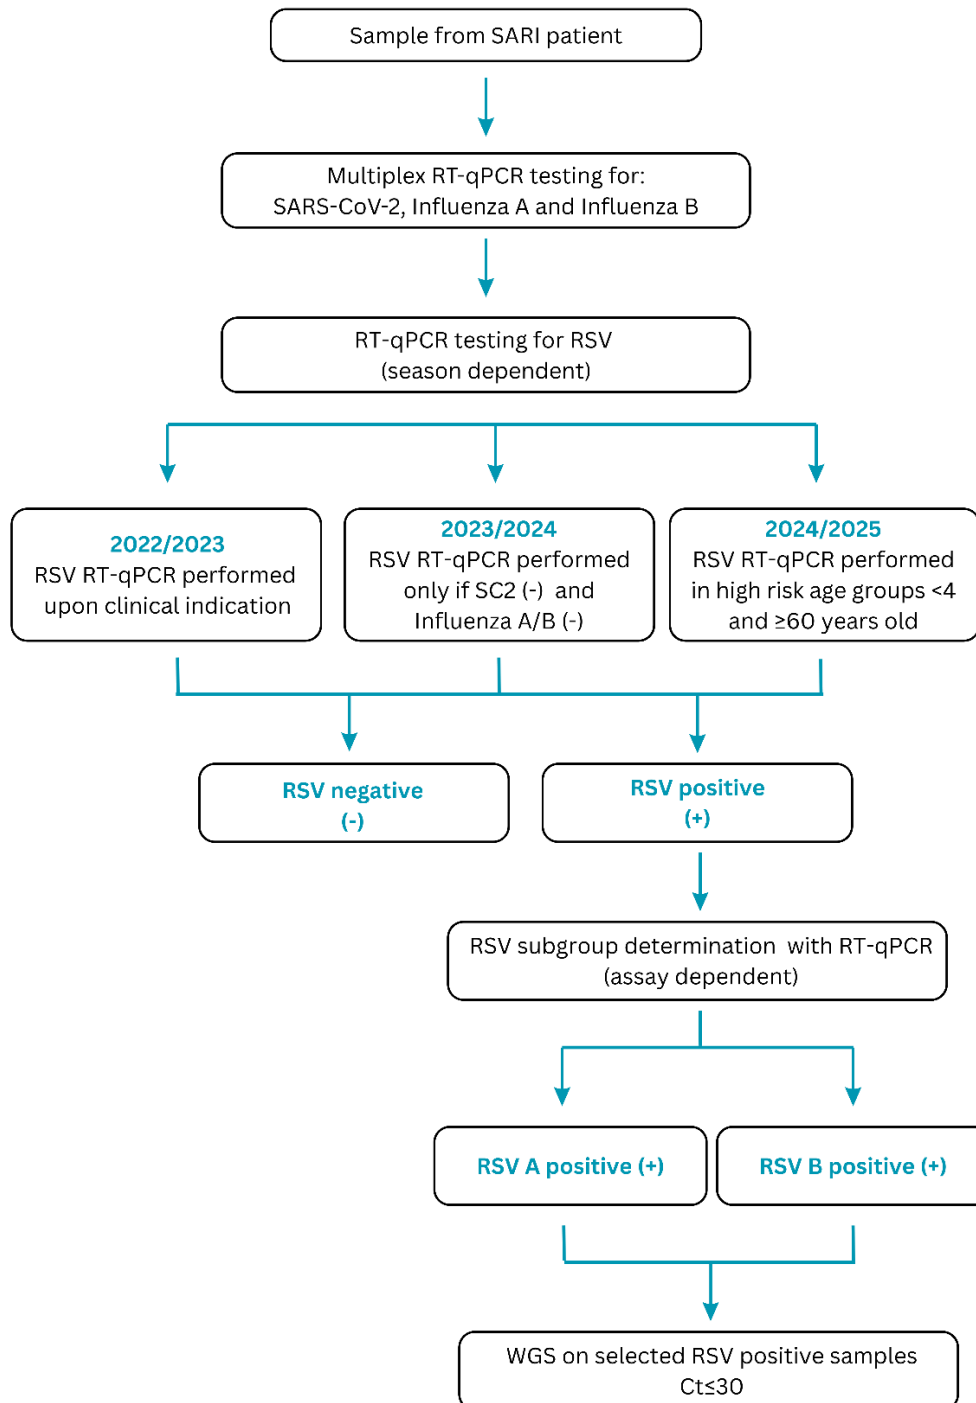 Sample from SARI patient
Multiplex RT-qPCR testing for:
SARS-CoV-2, Influenza A and Influenza B
RT-qPCR testing for RSV
(season dependent)
2022/2023
RSV RT-qPCR performed
upon clinical indication
2023/2024
RSV RT-qPCR performed
only if SC2 (-) and
Influenza A/B (-)
2024/2025
RSV RT-qPCR performed
in high risk age groups <4
and ≥60 years old
RSV negative
(-)
RSV positive
(+)
RSV subgroup determination with RT-qPCR
(assay dependent)
RSV A positive (+)
RSV B positive (+)
WGS on selected RSV positive samples
Ct≤30